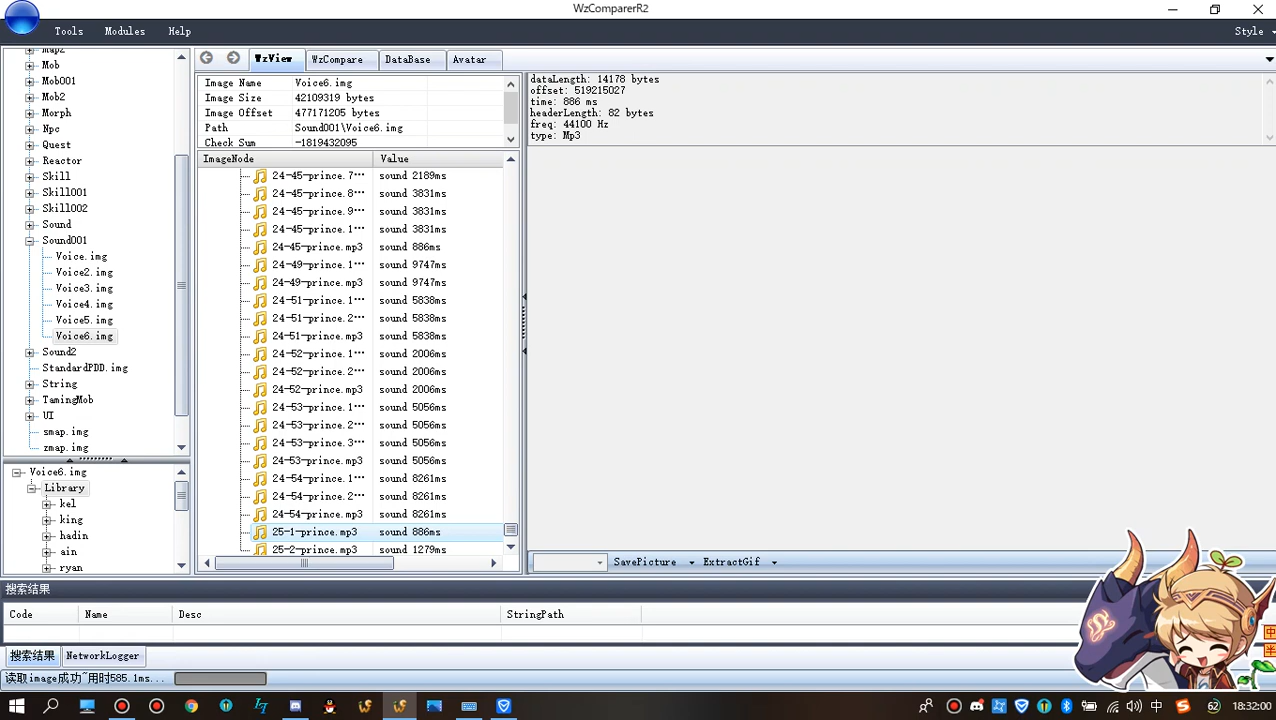 WzComparerR2
Tools Modules Help Style
Map2
Mob
Mob001
Mob2
Morph
Npc
Quest
Reactor
Skill
Skill001
Skill002
Sound
Sound001
Voice.img
Voice2.img
Voice3.img
Voice4.img
Voice5.img
Voice6.img
Sound2
StandardPDD.img
String
TamingMob
UI
smap.img
zmap.img
Voice6.img
Library
kel
king
hadin
ain
ryan
WzView WzCompare DataBase Avatar
Image Name Voice6.img
Image Size 42109319 bytes
Image Offset 477171205 bytes
Path Sound001\Voice6.img
Check Sum -1819432095
ImageNode Value
24-45-prince.7… sound 2189ms
24-45-prince.8… sound 3831ms
24-45-prince.9… sound 3831ms
24-45-prince.1… sound 3831ms
24-45-prince.mp3 sound 886ms
24-49-prince.1… sound 9747ms
24-49-prince.mp3 sound 9747ms
24-51-prince.1… sound 5838ms
24-51-prince.2… sound 5838ms
24-51-prince.mp3 sound 5838ms
24-52-prince.1… sound 2006ms
24-52-prince.2… sound 2006ms
24-52-prince.mp3 sound 2006ms
24-53-prince.1… sound 5056ms
24-53-prince.2… sound 5056ms
24-53-prince.3… sound 5056ms
24-53-prince.mp3 sound 5056ms
24-54-prince.1… sound 8261ms
24-54-prince.2… sound 8261ms
24-54-prince.mp3 sound 8261ms
25-1-prince.mp3 sound 886ms
25-2-prince.mp3 sound 1279ms
dataLength: 14178 bytes
offset: 519215027
time: 886 ms
headerLength: 82 bytes
freq: 44100 Hz
type: Mp3
SavePicture ExtractGif
搜索结果
Code Name Desc StringPath
搜索结果 NetworkLogger
读取image成功~用时585.1ms...
中
半
中 62 18:32:00